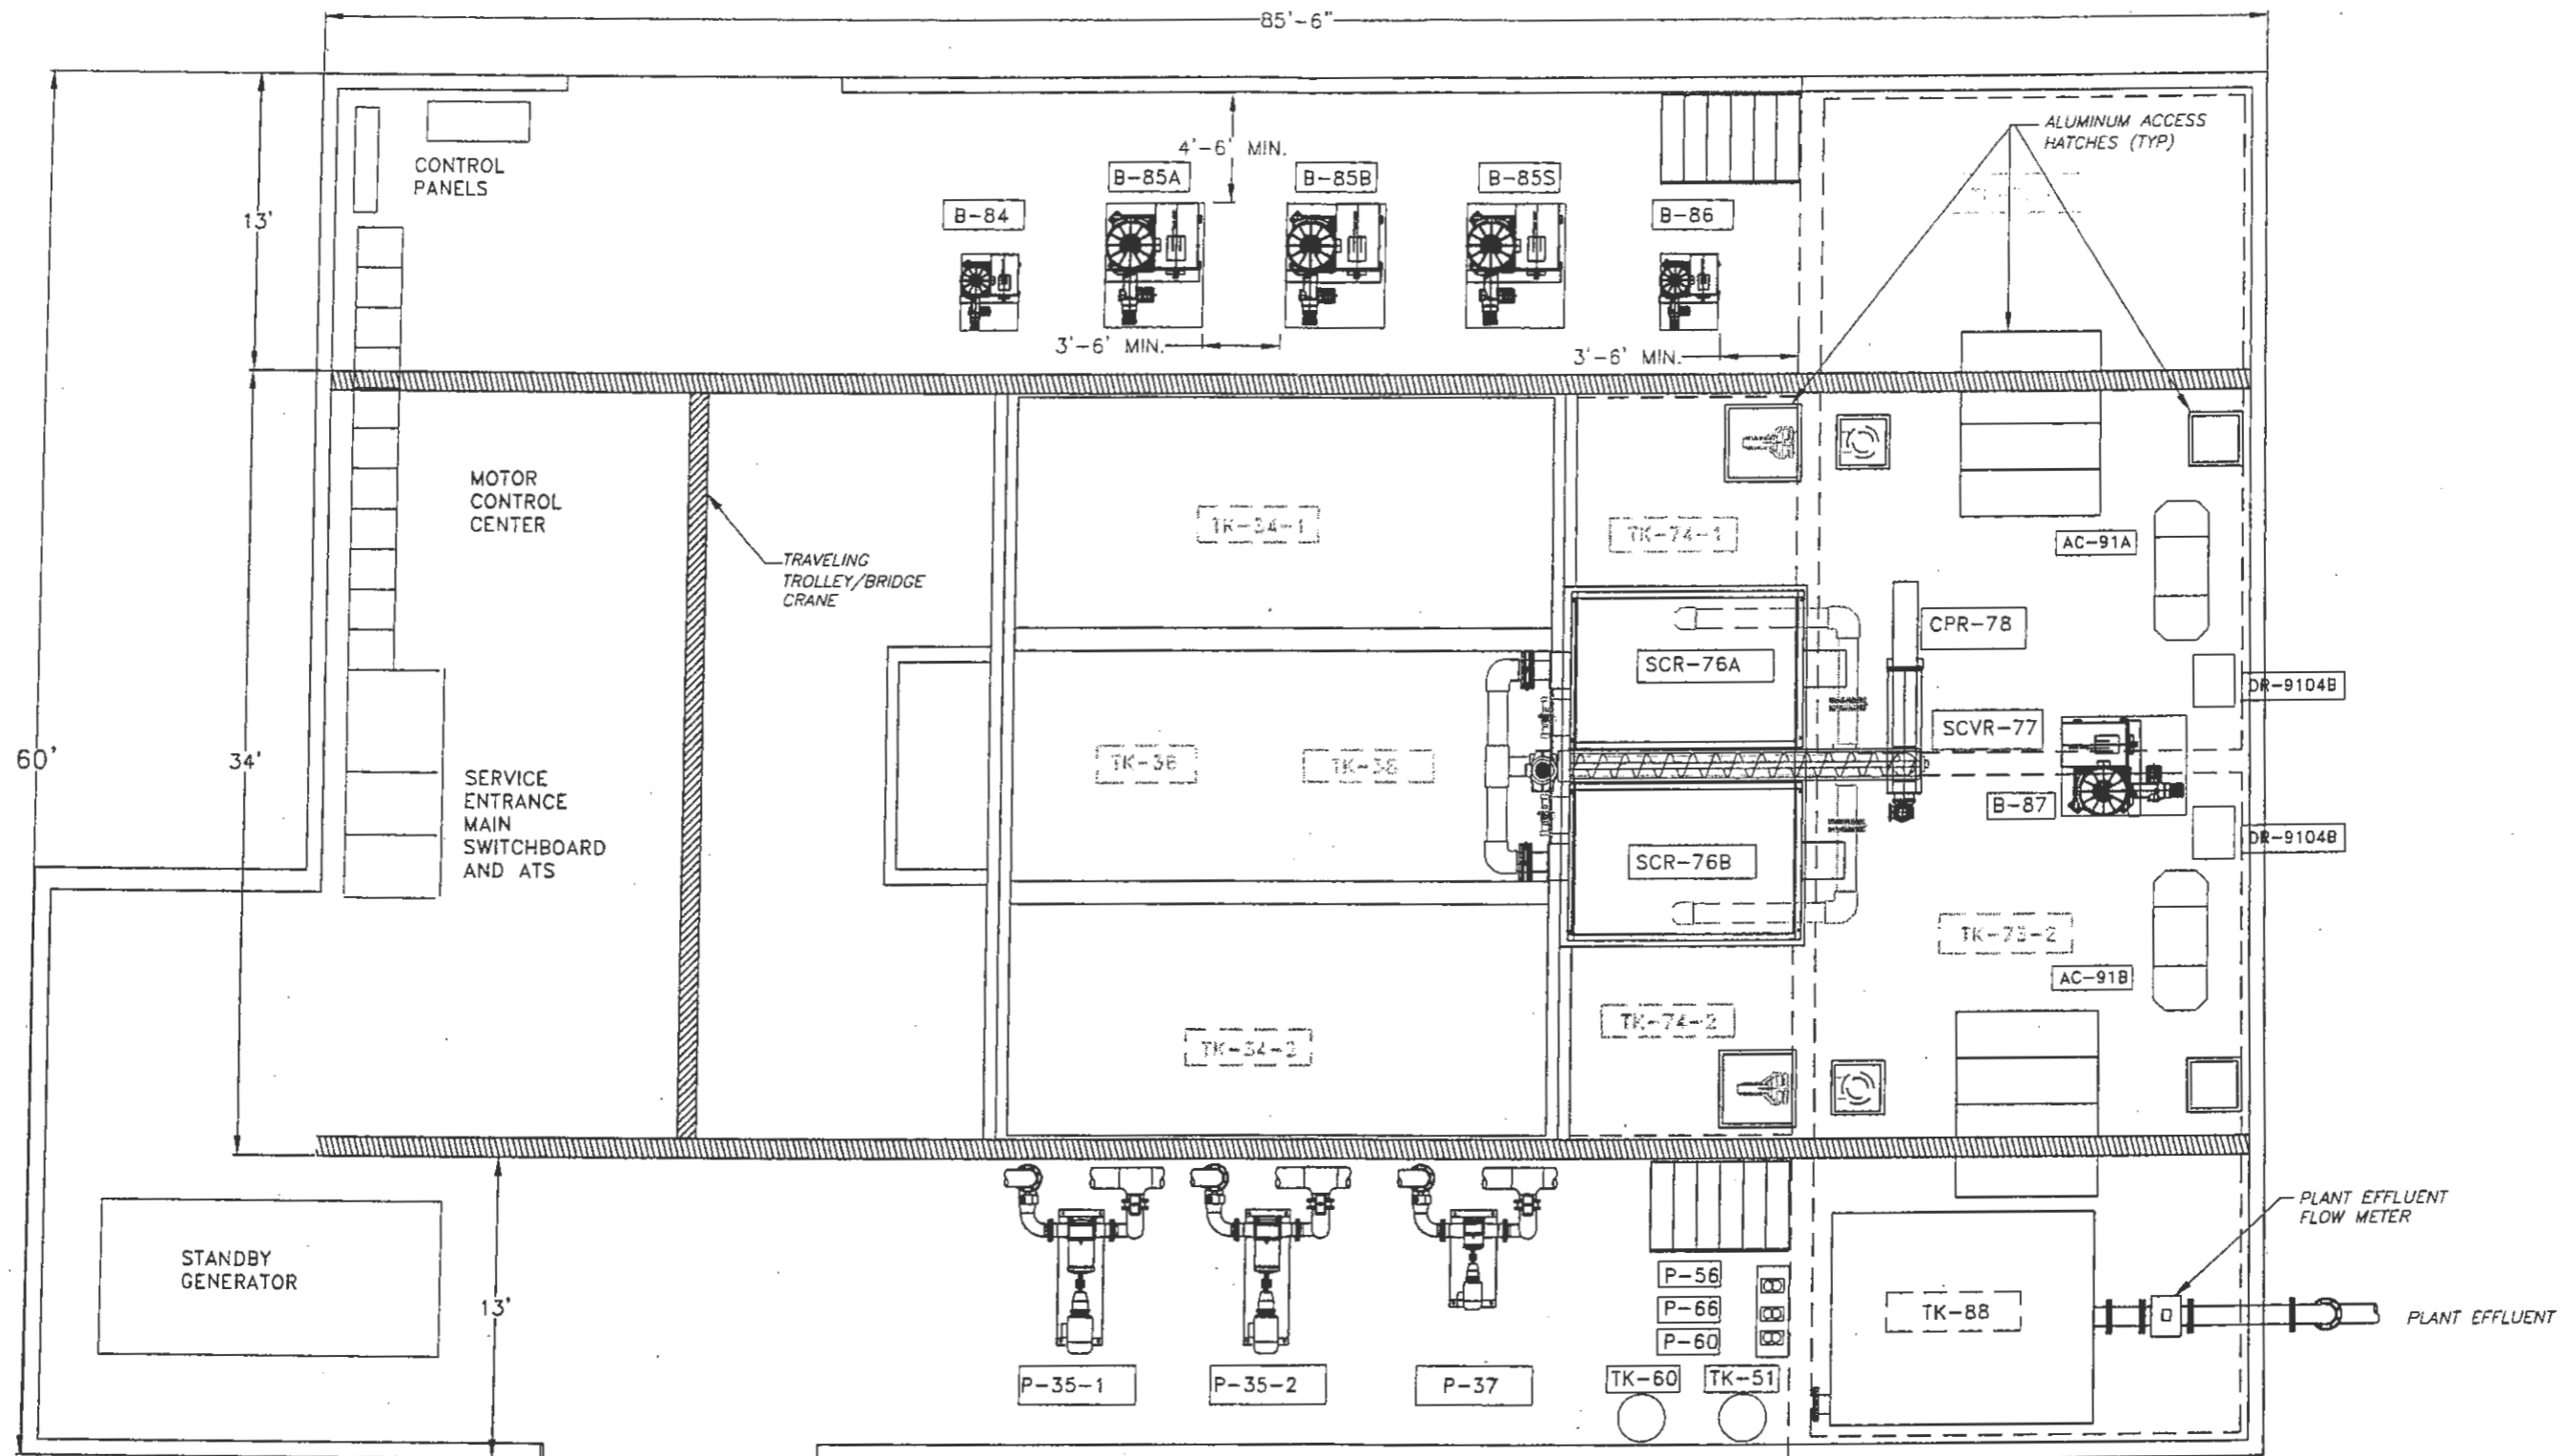 85'-6"
ALUMINUM ACCESS
HATCHES (TYP)
4'-6' MIN.
CONTROL
PANELS
B-85A
B-85B
B-85S
B-84
B-86
13'
3'-6' MIN.
3'-6' MIN.
MOTOR
CONTROL
CENTER
TK-34-1
TK-74-1
AC-91A
TRAVELING
TROLLEY/BRIDGE
CRANE
CPR-78
SCR-76A
DR-9104B
SCVR-77
60'
34'
TK-36
TK-38
SERVICE
ENTRANCE
MAIN
SWITCHBOARD
AND ATS
B-87
DR-9104B
SCR-76B
TK-73-2
AC-91B
TK-74-2
TK-34-2
PLANT EFFLUENT
FLOW METER
STANDBY
GENERATOR
13'
P-56
P-66
P-60
TK-88
PLANT EFFLUENT
P-35-1
P-35-2
P-37
TK-60
TK-51